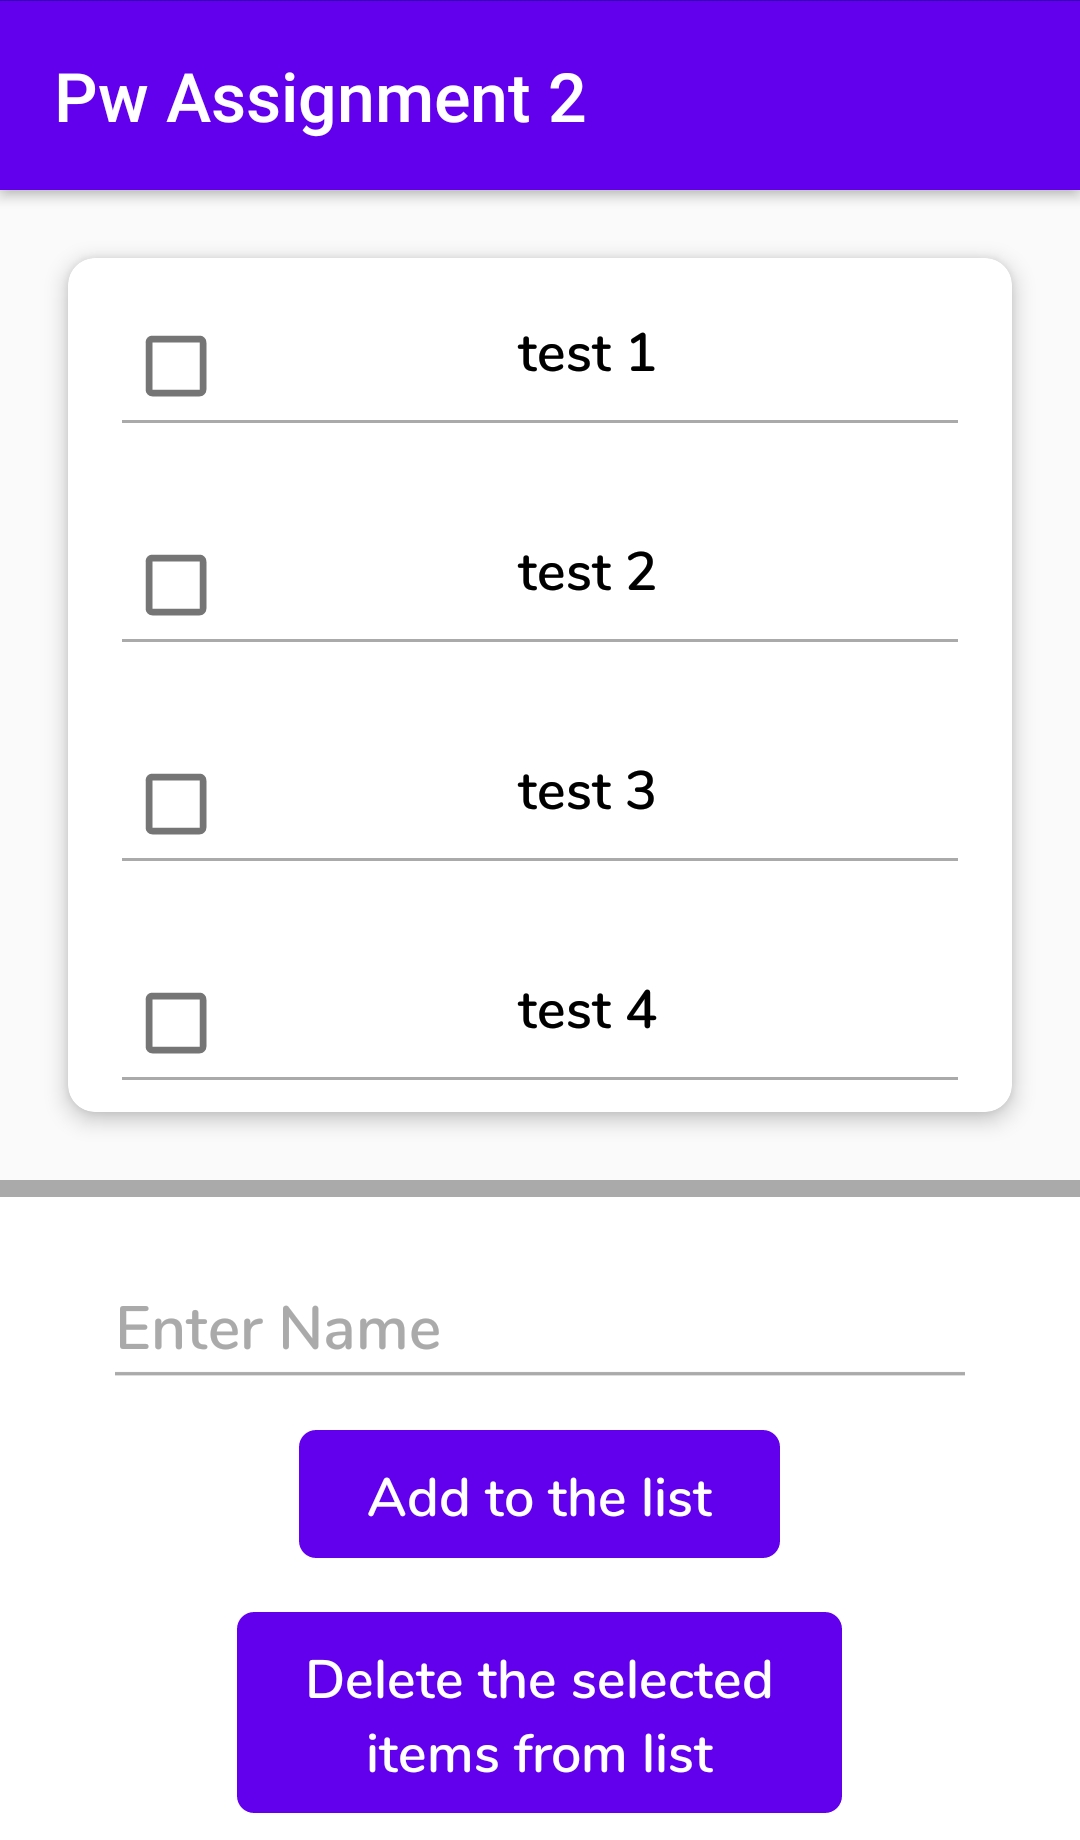 Pw Assignment 2
test 1
test 2
test 3
test 4
Enter Name
Add to the list
Delete the selected
items from list